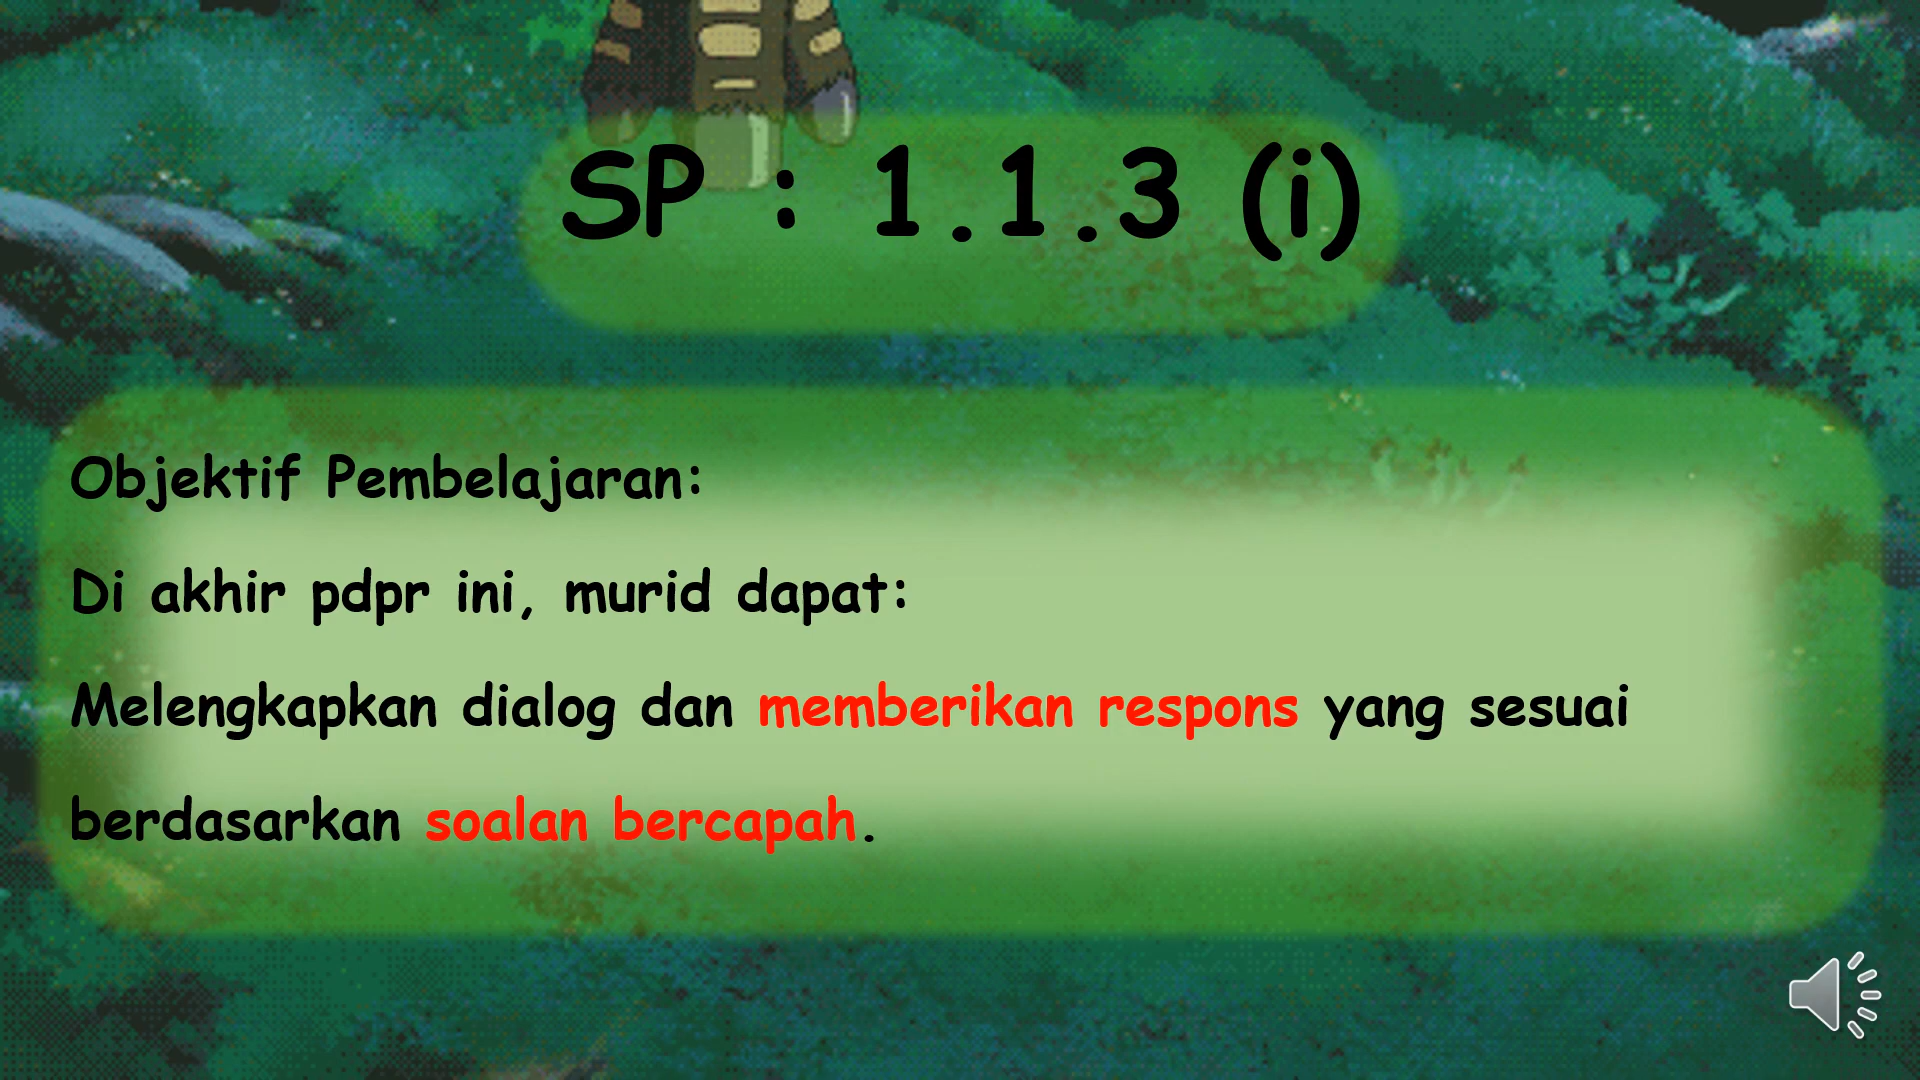 SP : 1.1.3 (i)
Objektif Pembelajaran:
Di akhir pdpr ini, murid dapat:
Melengkapkan dialog dan memberikan respons yang sesuai
berdasarkan soalan bercapah.